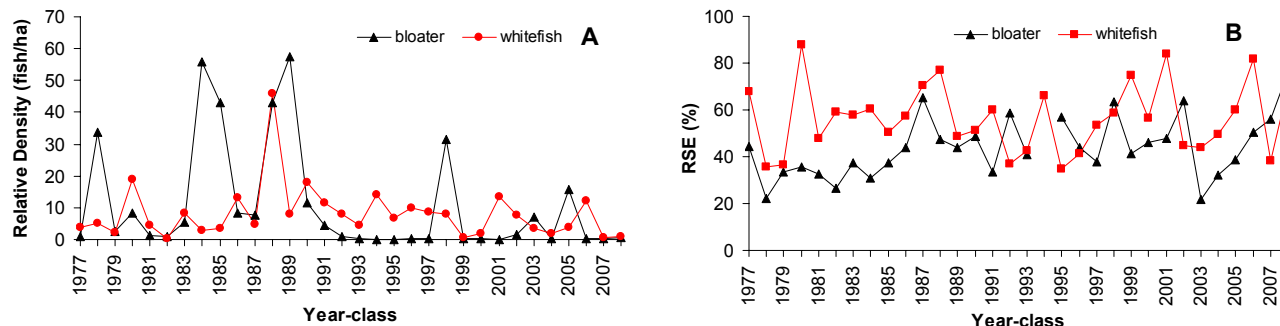 A
bloater whitefish
Relative Density (fish/ha)
70
60
50
40
30
20
10
0
1977 1979 1981 1983 1985 1987 1989 1991 1993 1995 1997 1999 2001 2003 2005 2007
Year-class
B
bloater whitefish
RSE (%)
100
80
60
40
20
0
1977 1979 1981 1983 1985 1987 1989 1991 1993 1995 1997 1999 2001 2003 2005 2007
Year-class